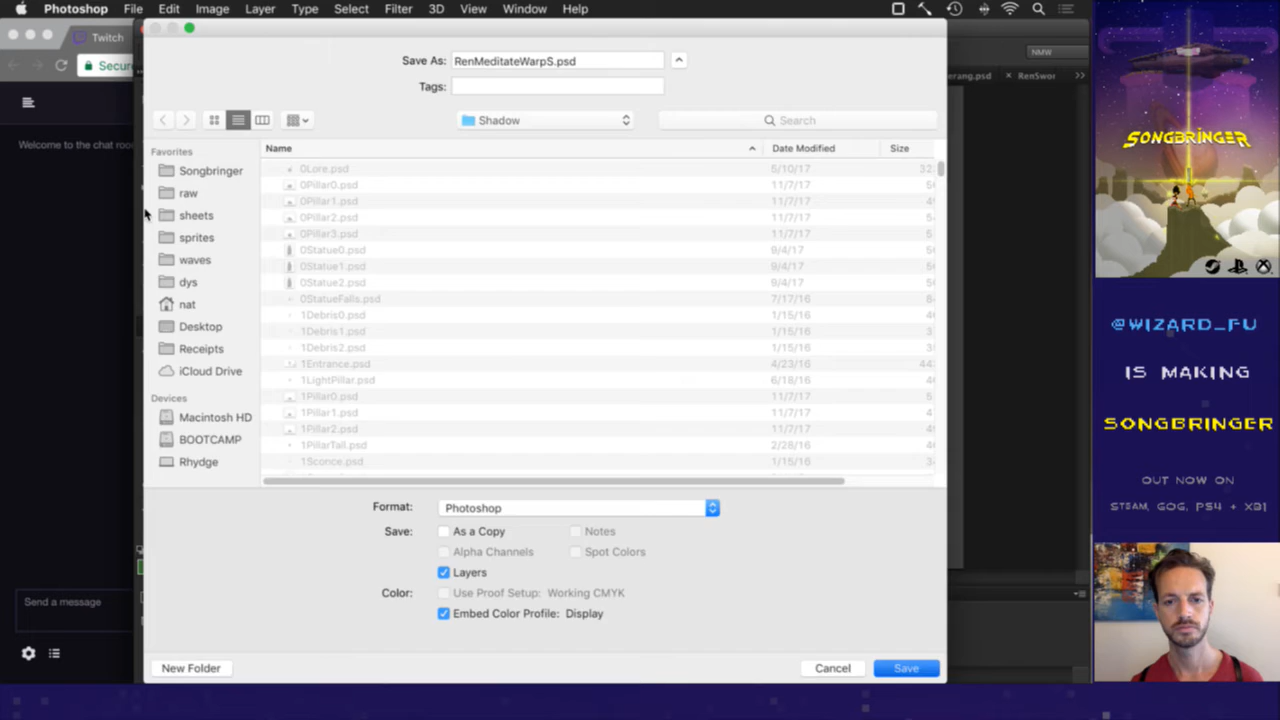 Photoshop File Edit Image Layer Type Select Filter 3D View Window Help
Twitch
Secure
Welcome to the chat roo
Send a message
NMW
erang.psd × RenSwor
Save As: RenMeditateWarpS.psd
Tags:
Shadow
Search
Favorites
Songbringer
raw
sheets
sprites
waves
dys
nat
Desktop
Receipts
iCloud Drive
Devices
Macintosh HD
BOOTCAMP
Rhydge
Name Date Modified Size
0Lore.psd 5/10/17 32
0Pillar0.psd 11/7/17
0Pillar1.psd 11/7/17
0Pillar2.psd 11/7/17
0Pillar3.psd 11/7/17
0Statue0.psd 9/4/17
0Statue1.psd 9/4/17
0Statue2.psd 9/4/17
0StatueFalls.psd 7/17/16
1Debris0.psd 1/15/16
1Debris1.psd 1/15/16
1Debris2.psd 1/15/16
1Entrance.psd 4/23/16 44
1LightPillar.psd 6/18/16
1Pillar0.psd 11/7/17
1Pillar1.psd 11/7/17
1Pillar2.psd 11/7/17
1PillarTall.psd 2/28/16
1Sconce.psd 1/15/16
Format: Photoshop
Save: As a Copy Notes
Alpha Channels Spot Colors
Layers
Color: Use Proof Setup: Working CMYK
Embed Color Profile: Display
New Folder Cancel Save
SONGBRINGER
@WIZARD_FU
IS MAKING
SONGBRINGER
OUT NOW ON
STEAM, GOG, PS4 + XB1